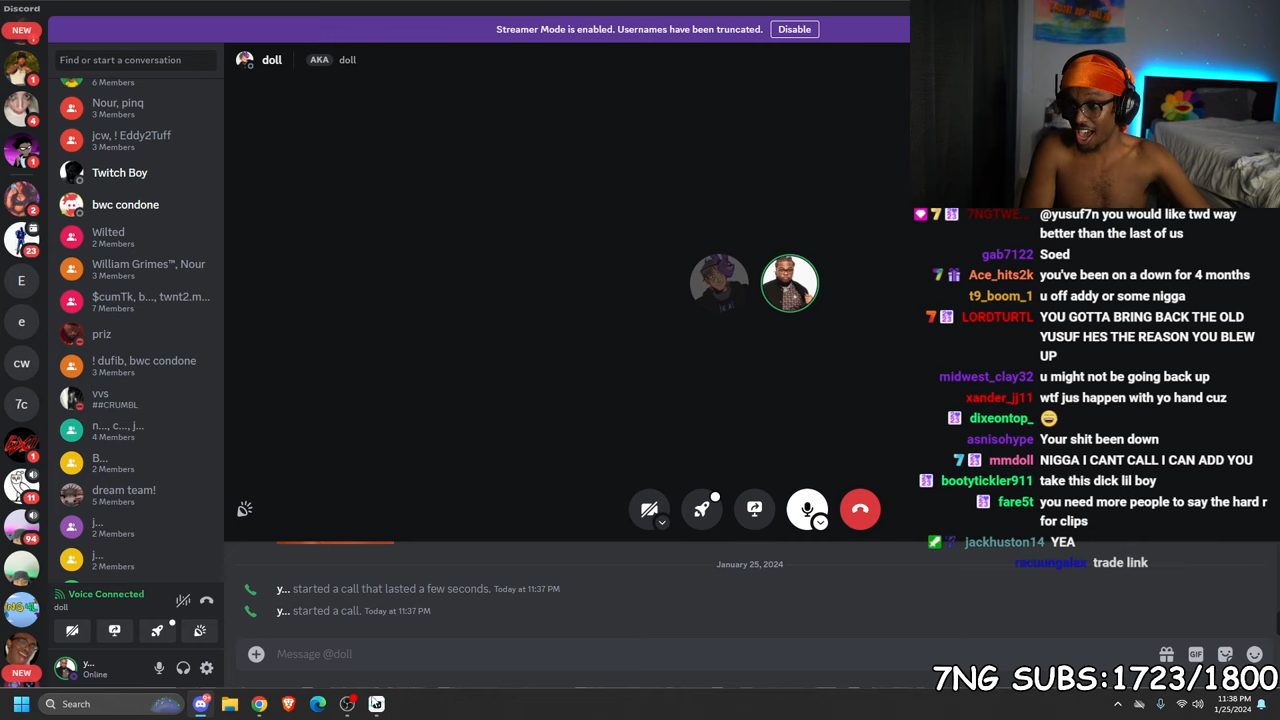 Discord
NEW
Streamer Mode is enabled. Usernames have been truncated.
Disable
Find or start a conversation
doll
AKA
doll
6 Members
Nour, pinq
3 Members
jcw, ! Eddy2Tuff
3 Members
Twitch Boy
bwc condone
Wilted
2 Members
William Grimes™, Nour
3 Members
$cumTk, b..., twnt2.m...
7 Members
priz
! dufib, bwc condone
3 Members
vvs
##CRUMBL
n..., c..., j...
4 Members
B...
2 Members
dream team!
5 Members
j...
2 Members
j...
2 Members
1
4
1
2
23
E
e
cw
7c
1
11
94
NEW
Voice Connected
doll
y...
Online
January 25, 2024
y... started a call that lasted a few seconds. Today at 11:37 PM
y... started a call. Today at 11:37 PM
Message @doll
GIF
7NGTWE...
@yusuf7n you would like twd way
better than the last of us
gab7122 Soed
Ace_hits2k you've been on a down for 4 months
t9_boom_1 u off addy or some nigga
LORDTURTL YOU GOTTA BRING BACK THE OLD
YUSUF HES THE REASON YOU BLEW
UP
midwest_clay32 u might not be going back up
xander_jj11 wtf jus happen with yo hand cuz
dixeontop_
asnisohype Your shit been down
mmdoll NIGGA I CANT CALL I CAN ADD YOU
bootytickler911 take this dick lil boy
fare5t you need more people to say the hard r
for clips
jackhuston14 YEA
trade link
7NG SUBS:1723/1800
Search
11:38 PM
1/25/2024